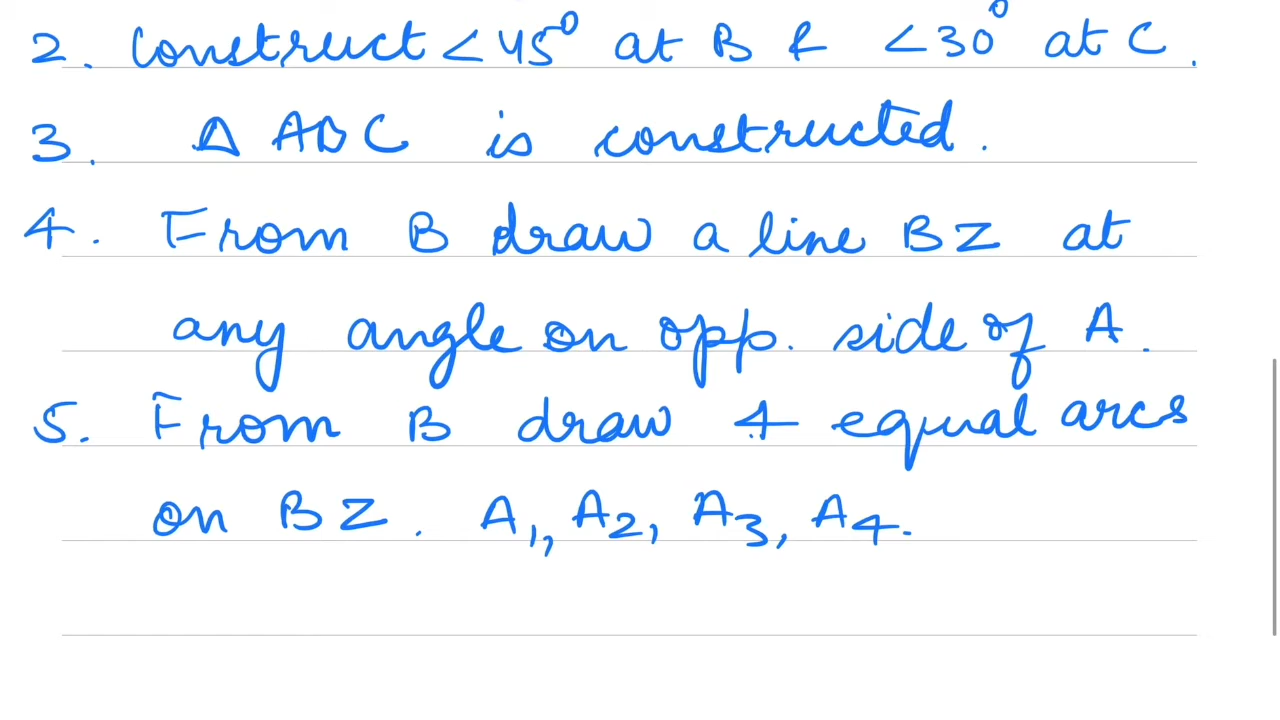 2. Construct <45° at B & <30° at C.
3. Δ ABC is constructed.
4. From B draw a line BZ at
any angle on opp. side of A.
5. From B draw 4 equal arcs
on BZ. A₁, A₂, A₃, A₄.